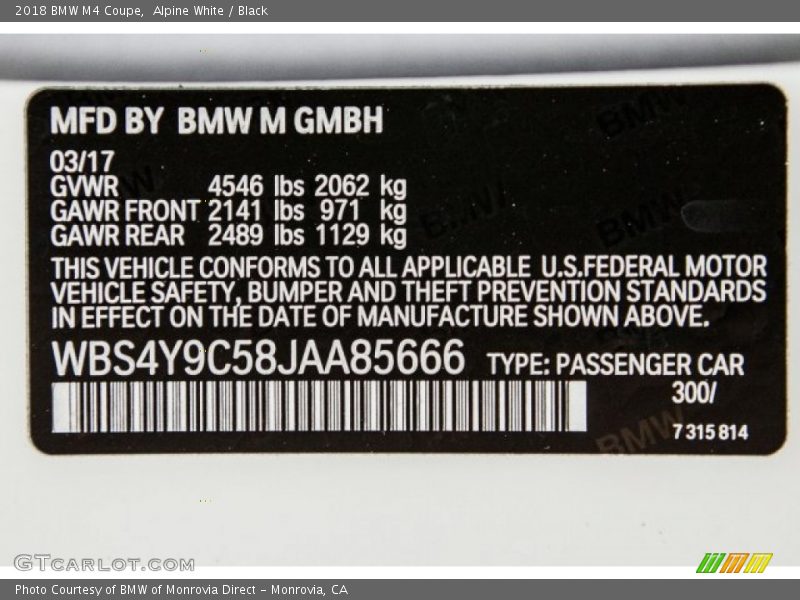 2018 BMW M4 Coupe, Alpine White / Black
MFD BY BMW M GMBH
03/17
GVWR 4546 lbs 2062 kg
GAWR FRONT 2141 lbs 971 kg
GAWR REAR 2489 lbs 1129 kg
THIS VEHICLE CONFORMS TO ALL APPLICABLE U.S.FEDERAL MOTOR
VEHICLE SAFETY, BUMPER AND THEFT PREVENTION STANDARDS
IN EFFECT ON THE DATE OF MANUFACTURE SHOWN ABOVE.
WBS4Y9C58JAA85666 TYPE: PASSENGER CAR
300/
7 315 814
GTCARLOT.COM
Photo Courtesy of BMW of Monrovia Direct - Monrovia, CA